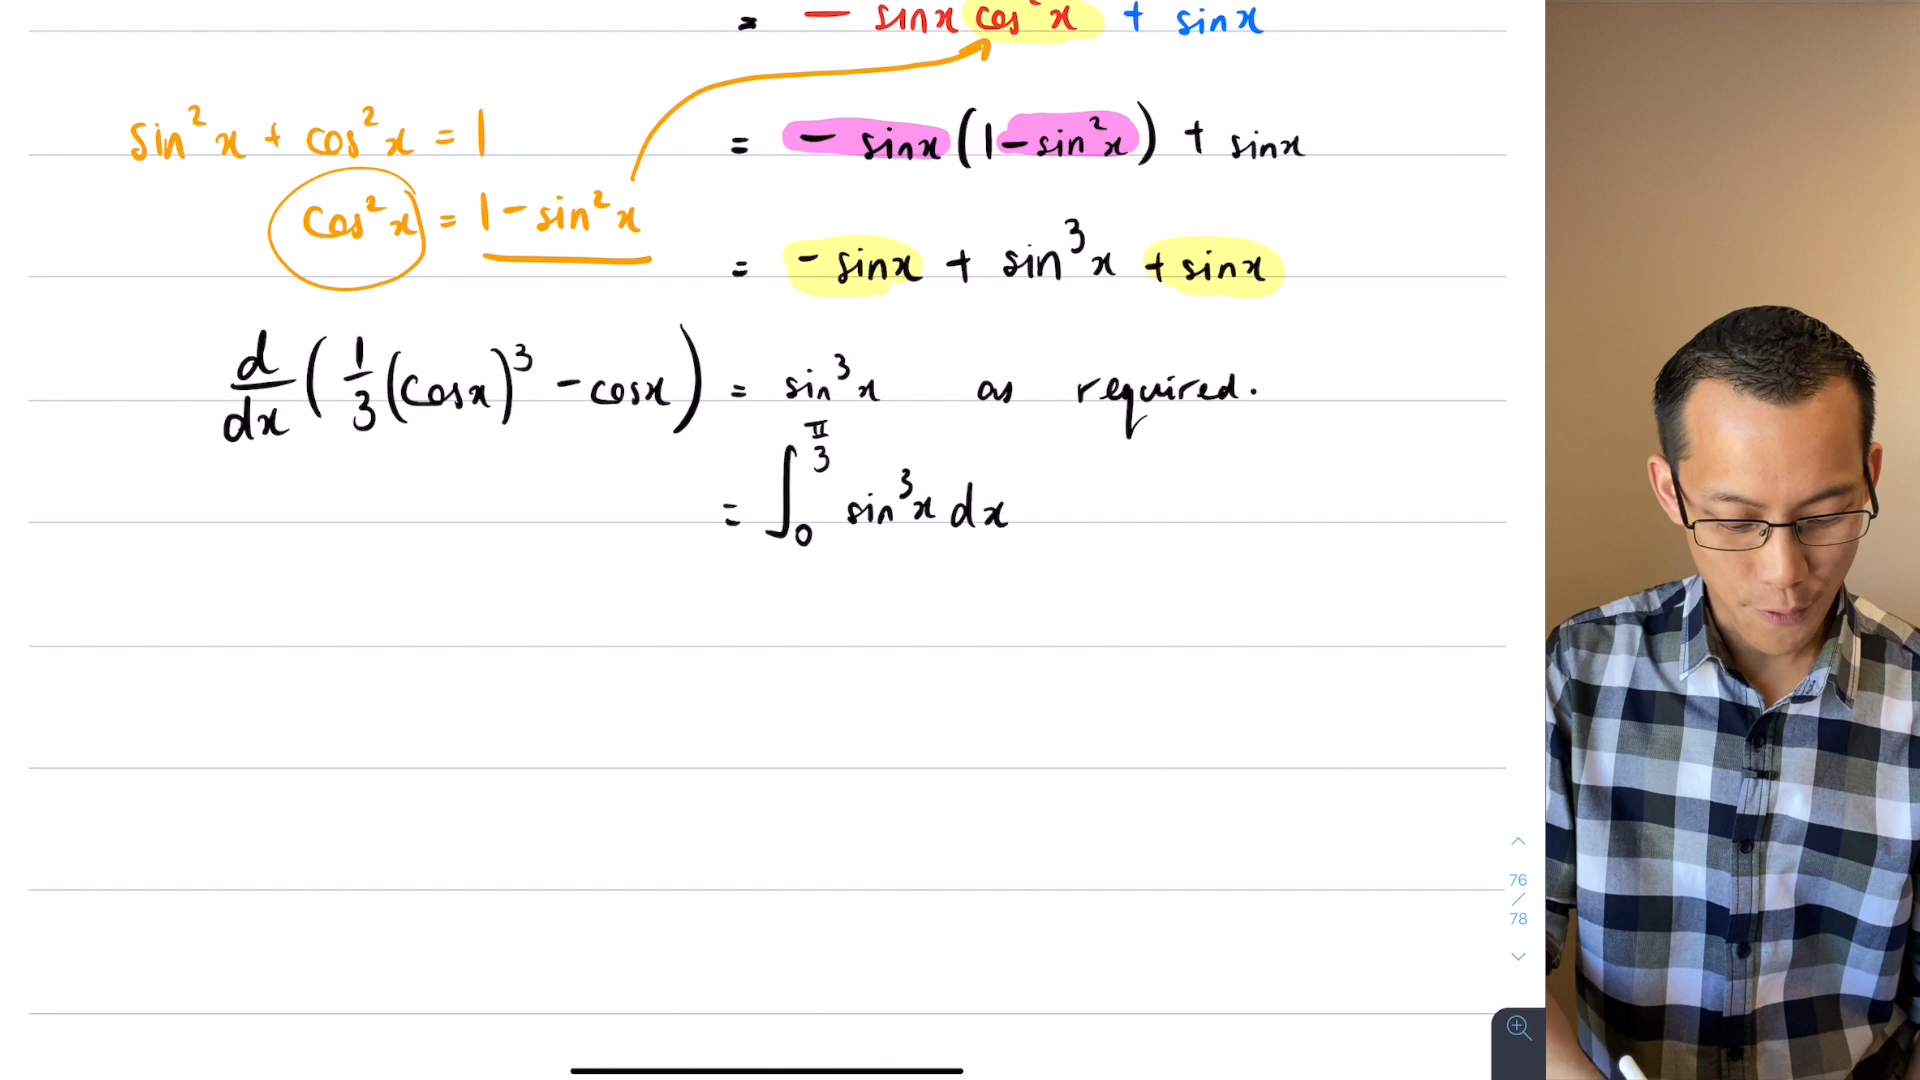 = − sinx cos²x + sinx
sin²x + cos²x = 1
= − sinx (1 − sin²x) + sinx
cos²x = 1 − sin²x
= − sinx + sin³x + sinx
d/dx ( 1/3 (cosx)³ − cosx ) = sin³x as required.
= ∫₀^(π/3) sin³x dx
76
/
78